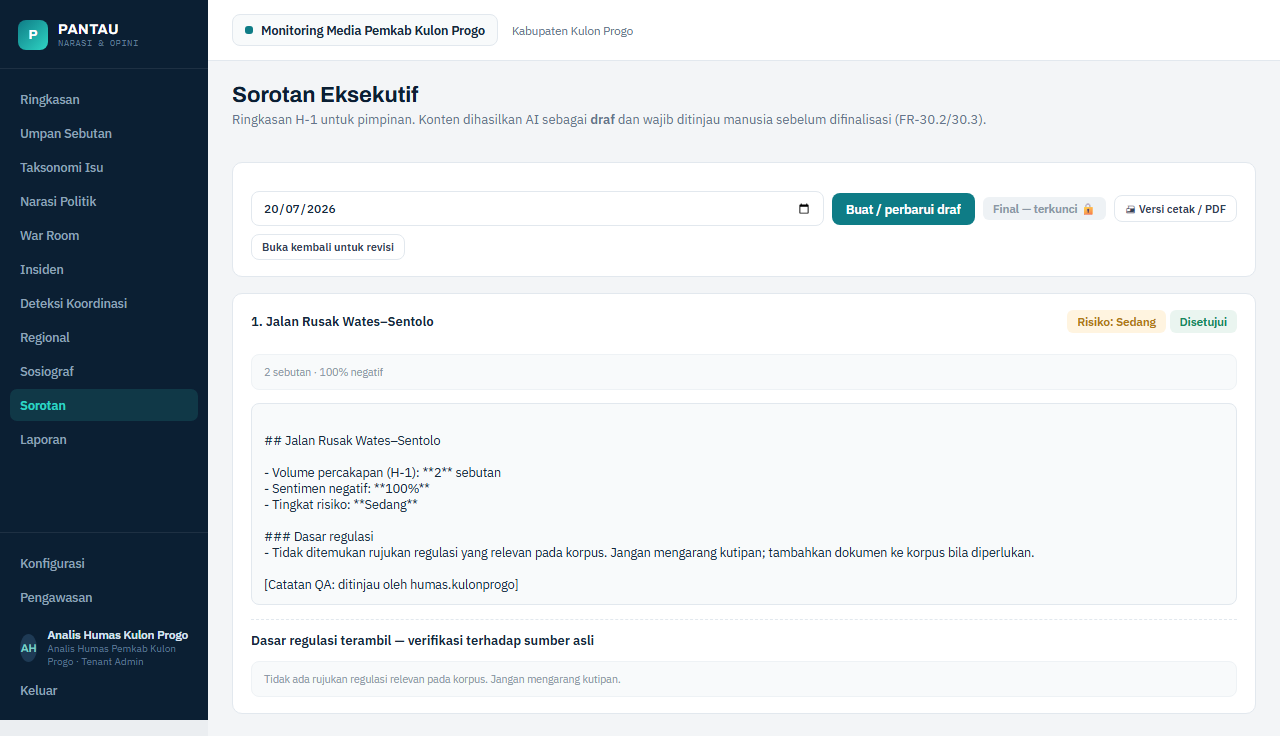 P
PANTAU
NARASI & OPINI
Ringkasan
Umpan Sebutan
Taksonomi Isu
Narasi Politik
War Room
Insiden
Deteksi Koordinasi
Regional
Sosiograf
Sorotan
Laporan
Konfigurasi
Pengawasan
AH
Analis Humas Kulon Progo
Analis Humas Pemkab Kulon
Progo · Tenant Admin
Keluar
Monitoring Media Pemkab Kulon Progo
Kabupaten Kulon Progo
Sorotan Eksekutif
Ringkasan H-1 untuk pimpinan. Konten dihasilkan AI sebagai draf dan wajib ditinjau manusia sebelum difinalisasi (FR-30.2/30.3).
20/07/2026
Buat / perbarui draf
Final — terkunci 🔒
🖨 Versi cetak / PDF
Buka kembali untuk revisi
1. Jalan Rusak Wates–Sentolo
Risiko: Sedang
Disetujui
2 sebutan · 100% negatif
## Jalan Rusak Wates–Sentolo
- Volume percakapan (H-1): **2** sebutan
- Sentimen negatif: **100%**
- Tingkat risiko: **Sedang**
### Dasar regulasi
- Tidak ditemukan rujukan regulasi yang relevan pada korpus. Jangan mengarang kutipan; tambahkan dokumen ke korpus bila diperlukan.
[Catatan QA: ditinjau oleh humas.kulonprogo]
Dasar regulasi terambil — verifikasi terhadap sumber asli
Tidak ada rujukan regulasi relevan pada korpus. Jangan mengarang kutipan.